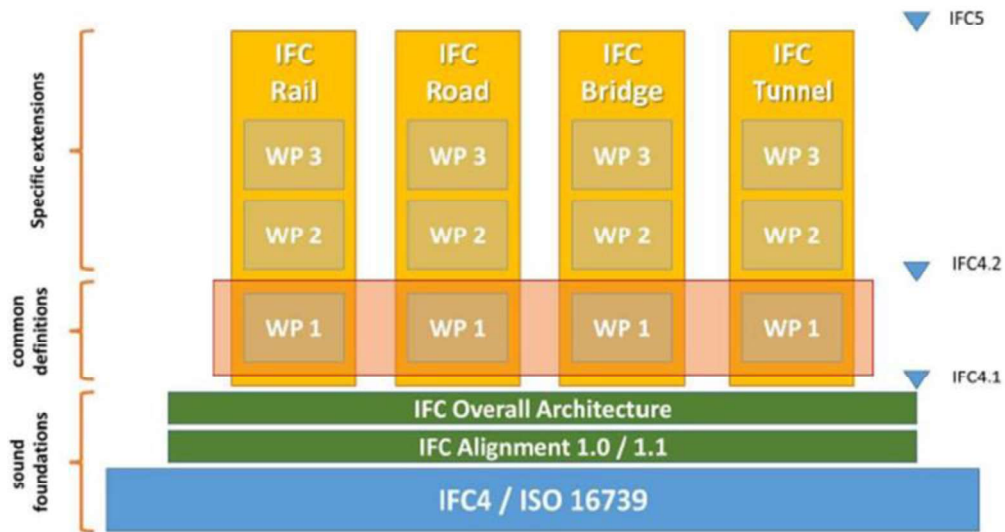 IFC5
IFC Rail
IFC Road
IFC Bridge
IFC Tunnel
Specific extensions
WP 3 WP 3 WP 3 WP 3
WP 2 WP 2 WP 2 WP 2
IFC4.2
common definitions
WP 1 WP 1 WP 1 WP 1
IFC4.1
sound foundations
IFC Overall Architecture
IFC Alignment 1.0 / 1.1
IFC4 / ISO 16739